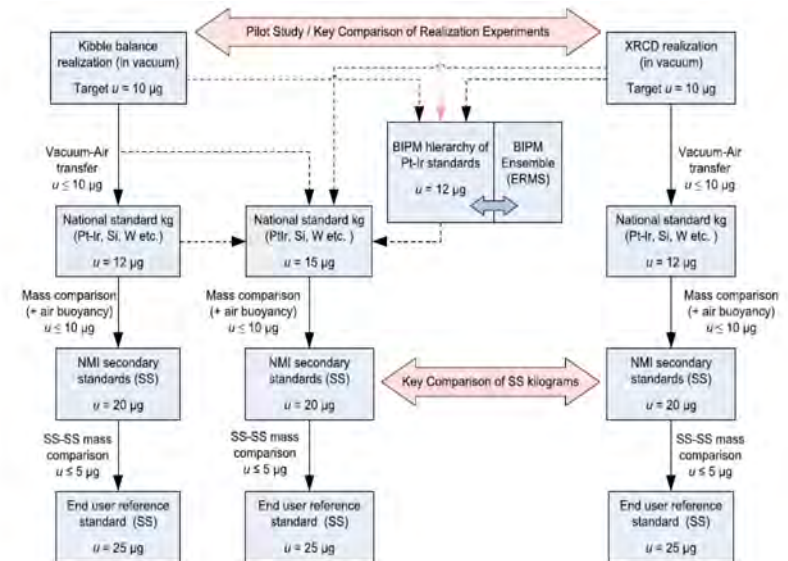 Pilot Study / Key Comparison of Realization Experiments
Kibble balance
realization (in vacuum)
Target u = 10 µg
XRCD realization
(in vacuum)
Target u = 10 µg
BIPM hierarchy of
Pt-Ir standards
u = 12 µg
BIPM
Ensemble
(ERMS)
Vacuum-Air
transfer
u ≤ 10 µg
Vacuum-Air
transfer
u ≤ 10 µg
National standard kg
(Pt-Ir, Si, W etc. )
u = 12 µg
National standard kg
(PtIr, Si, W etc. )
u = 15 µg
National standard kg
(Pt-Ir, Si, W etc. )
u = 12 µg
Mass comparison
(+ air buoyancy)
u ≤ 10 µg
Mass comparison
(+ air buoyancy)
u ≤ 10 µg
Mass comparison
(+ air buoyancy)
u ≤ 10 µg
NMI secondary
standards (SS)
u = 20 µg
NMI secondary
standards (SS)
u = 20 µg
Key Comparison of SS kilograms
NMI secondary
standards (SS)
u = 20 µg
SS-SS mass
comparison
u ≤ 5 µg
SS-SS mass
comparison
u ≤ 5 µg
SS-SS mass
comparison
u ≤ 5 µg
End user reference
standard (SS)
u = 25 µg
End user reference
standard (SS)
u = 25 µg
End user reference
standard (SS)
u = 25 µg